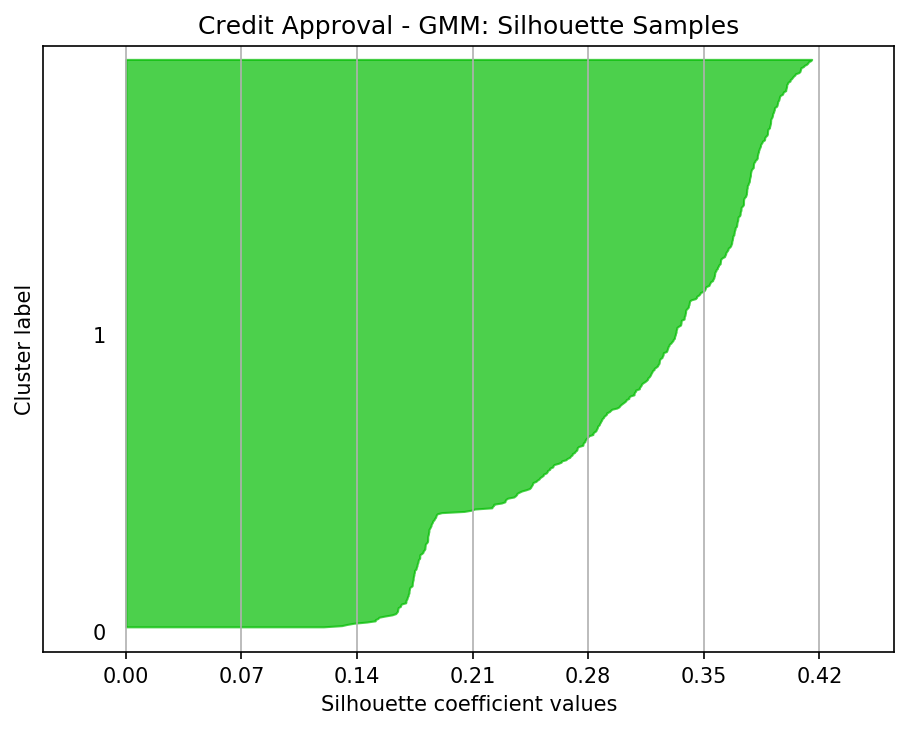 Credit Approval - GMM: Silhouette Samples
Cluster label
1
0
0.00 0.07 0.14 0.21 0.28 0.35 0.42
Silhouette coefficient values